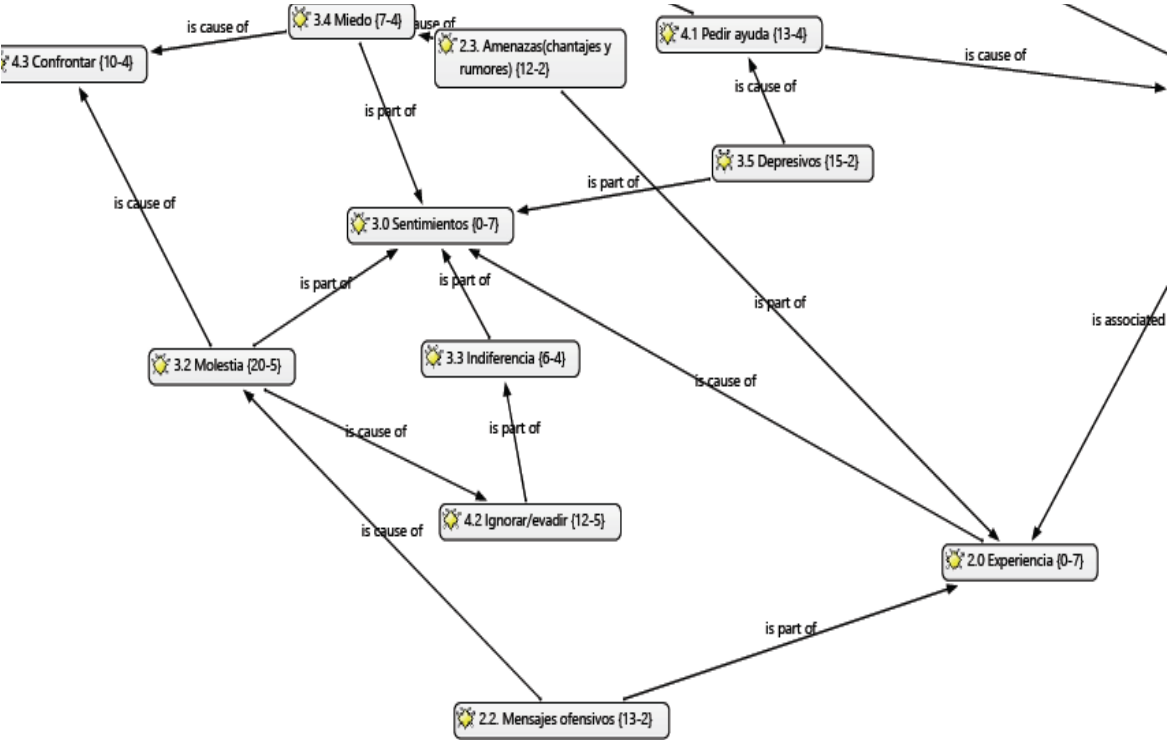 3.4 Miedo {7-4}
is cause of
ause of
4.3 Confrontar {10-4}
2.3. Amenazas(chantajes y
rumores) {12-2}
4.1 Pedir ayuda {13-4}
is cause of
is cause of
is part of
3.5 Depresivos {15-2}
is part of
is cause of
3.0 Sentimientos {0-7}
is part of
is part of
is part of
is associated
3.2 Molestia {20-5}
3.3 Indiferencia {6-4}
is cause of
is cause of
is part of
4.2 Ignorar/evadir {12-5}
is cause of
2.0 Experiencia {0-7}
is part of
2.2. Mensajes ofensivos {13-2}